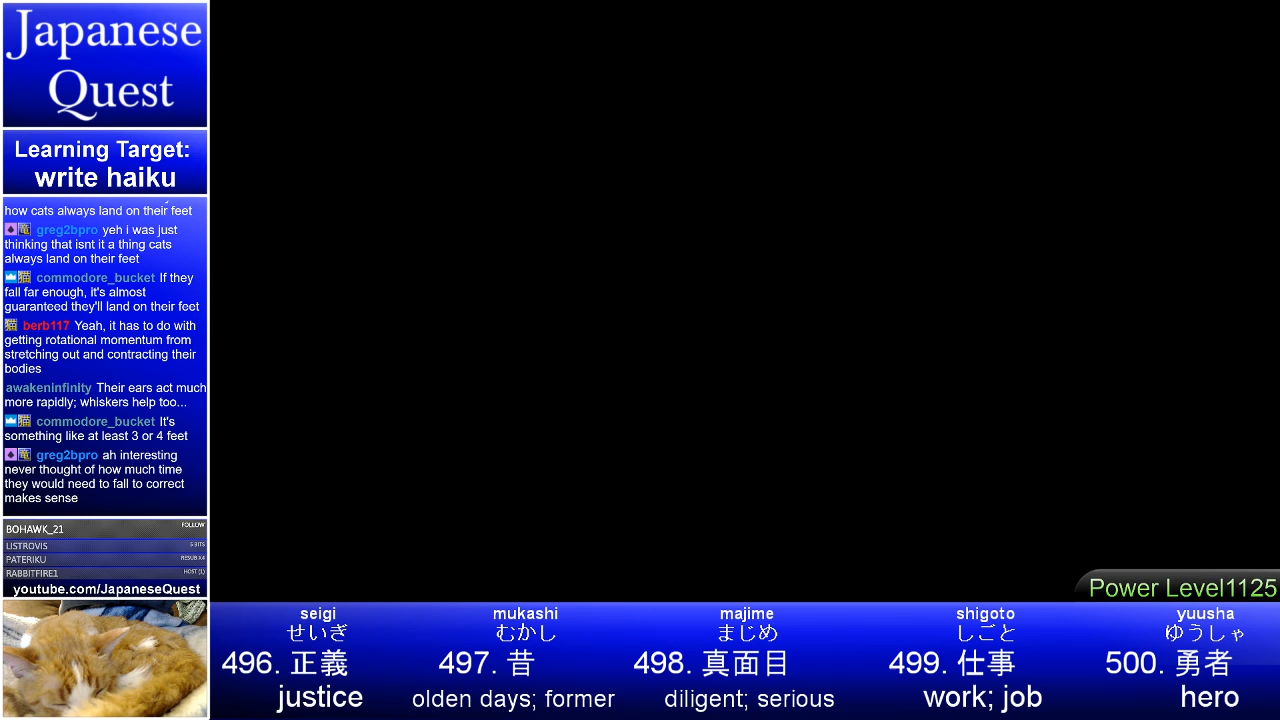 Japanese
Quest
Learning Target:
write haiku
how cats always land on their feet
greg2bpro yeh i was just
thinking that isnt it a thing cats
always land on their feet
commodore_bucket If they
fall far enough, it's almost
guaranteed they'll land on their feet
猫 berb117 Yeah, it has to do with
getting rotational momentum from
stretching out and contracting their
bodies
awakeninfinity Their ears act much
more rapidly; whiskers help too...
commodore_bucket It's
something like at least 3 or 4 feet
greg2bpro ah interesting
never thought of how much time
they would need to fall to correct
makes sense
BOHAWK_21 FOLLOW
LISTROVIS 5 BITS
PATERIKU RESUB X4
RABBITFIRE1 HOST (1)
youtube.com/JapaneseQuest
Power Level1125
seigi mukashi majime shigoto yuusha
せいぎ むかし まじめ しごと ゆうしゃ
496. 正義 497. 昔 498. 真面目 499. 仕事 500. 勇者
justice olden days; former diligent; serious work; job hero